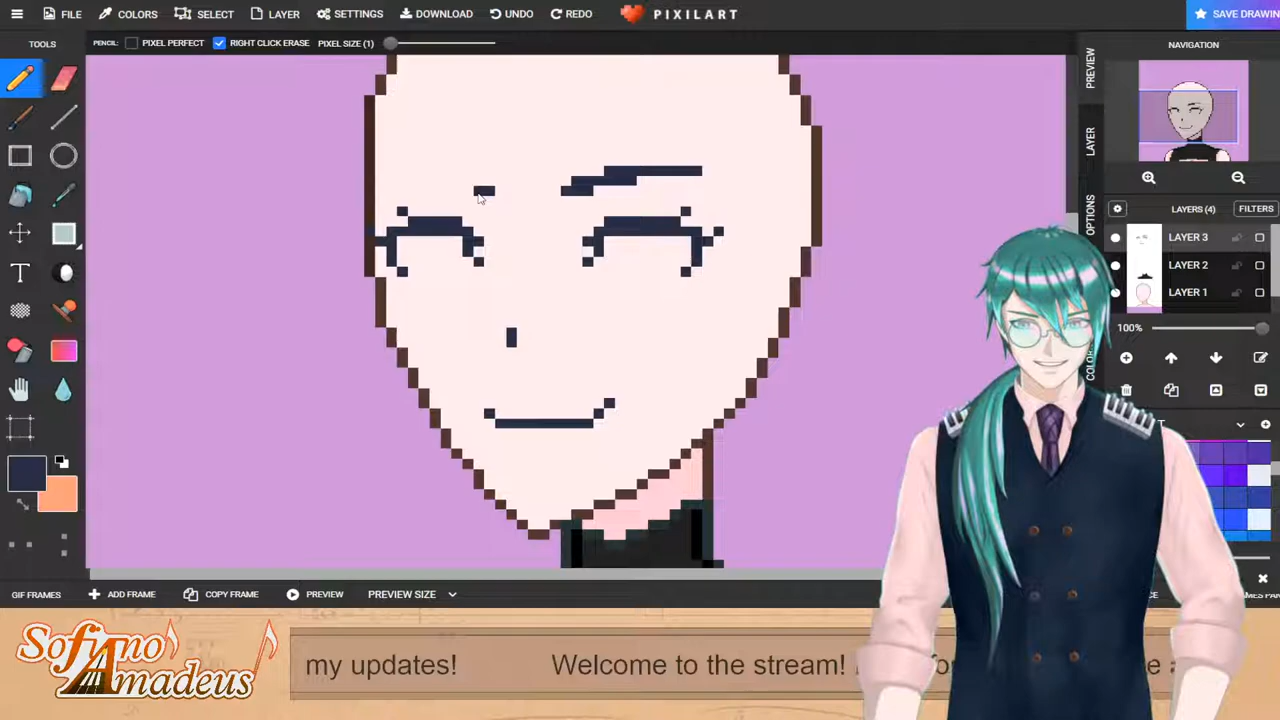 FILE COLORS SELECT LAYER SETTINGS DOWNLOAD UNDO REDO PIXILART SAVE DRAWIN
TOOLS PENCIL: PIXEL PERFECT RIGHT CLICK ERASE PIXEL SIZE (1) NAVIGATION
PREVIEW
LAYER
OPTIONS
LAYERS (4) FILTERS
LAYER 3
LAYER 2
LAYER 1
100%
GIF FRAMES ADD FRAME COPY FRAME PREVIEW PREVIEW SIZE
Sofiano
Amadeus
my updates! Welcome to the stream!